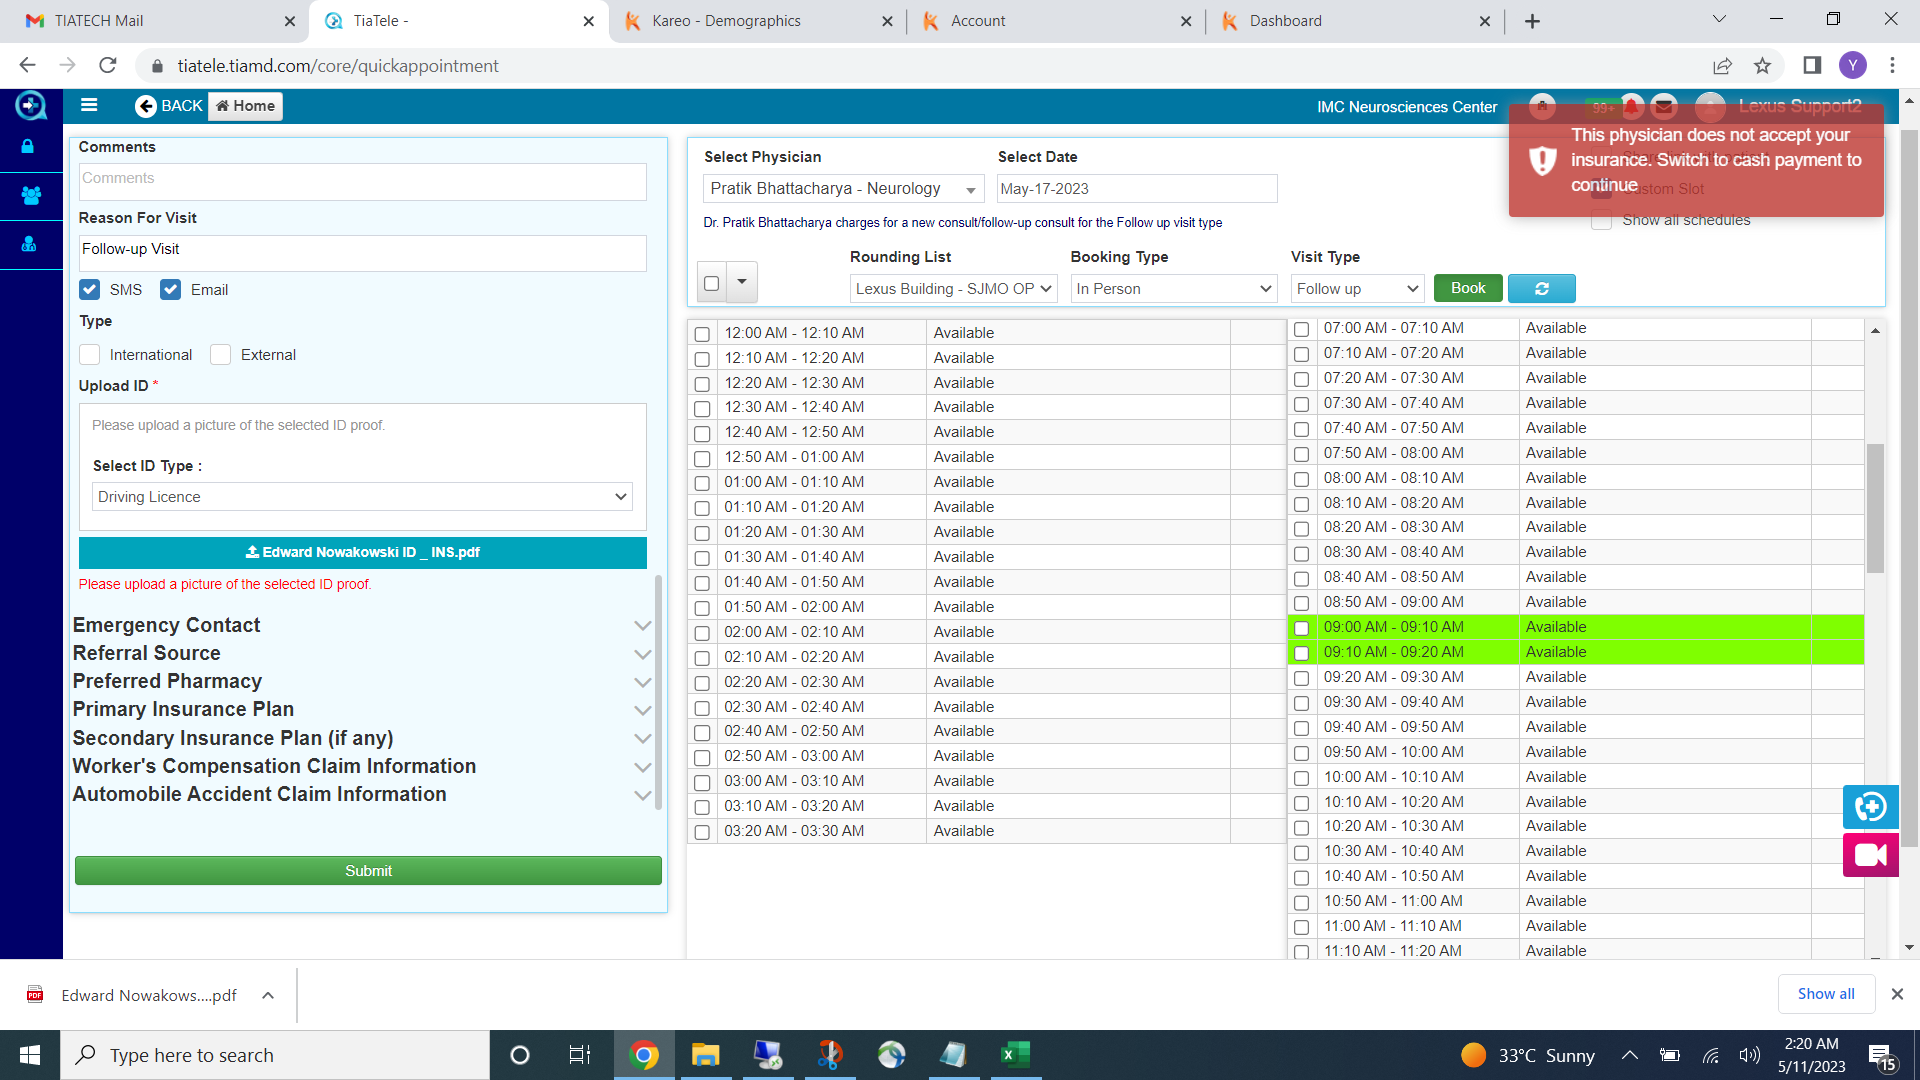 TIATECH Mail
TiaTele -
Kareo - Demographics
Account
Dashboard
tiatele.tiamd.com/core/quickappointment
Y
BACK
Home
IMC Neurosciences Center
99+
Lexus Support2
This physician does not accept your
insurance. Switch to cash payment to
continue
Custom Slot
Show all schedules
Comments
Comments
Reason For Visit
Follow-up Visit
SMS
Email
Type
International
External
Upload ID *
Please upload a picture of the selected ID proof.
Select ID Type :
Driving Licence
Edward Nowakowski ID _ INS.pdf
Please upload a picture of the selected ID proof.
Emergency Contact
Referral Source
Preferred Pharmacy
Primary Insurance Plan
Secondary Insurance Plan (if any)
Worker's Compensation Claim Information
Automobile Accident Claim Information
Submit
Select Physician
Select Date
Pratik Bhattacharya - Neurology
May-17-2023
Dr. Pratik Bhattacharya charges for a new consult/follow-up consult for the Follow up visit type
Rounding List
Booking Type
Visit Type
Lexus Building - SJMO OP
In Person
Follow up
Book
12:00 AM - 12:10 AM Available
12:10 AM - 12:20 AM Available
12:20 AM - 12:30 AM Available
12:30 AM - 12:40 AM Available
12:40 AM - 12:50 AM Available
12:50 AM - 01:00 AM Available
01:00 AM - 01:10 AM Available
01:10 AM - 01:20 AM Available
01:20 AM - 01:30 AM Available
01:30 AM - 01:40 AM Available
01:40 AM - 01:50 AM Available
01:50 AM - 02:00 AM Available
02:00 AM - 02:10 AM Available
02:10 AM - 02:20 AM Available
02:20 AM - 02:30 AM Available
02:30 AM - 02:40 AM Available
02:40 AM - 02:50 AM Available
02:50 AM - 03:00 AM Available
03:00 AM - 03:10 AM Available
03:10 AM - 03:20 AM Available
03:20 AM - 03:30 AM Available
07:00 AM - 07:10 AM Available
07:10 AM - 07:20 AM Available
07:20 AM - 07:30 AM Available
07:30 AM - 07:40 AM Available
07:40 AM - 07:50 AM Available
07:50 AM - 08:00 AM Available
08:00 AM - 08:10 AM Available
08:10 AM - 08:20 AM Available
08:20 AM - 08:30 AM Available
08:30 AM - 08:40 AM Available
08:40 AM - 08:50 AM Available
08:50 AM - 09:00 AM Available
09:00 AM - 09:10 AM Available
09:10 AM - 09:20 AM Available
09:20 AM - 09:30 AM Available
09:30 AM - 09:40 AM Available
09:40 AM - 09:50 AM Available
09:50 AM - 10:00 AM Available
10:00 AM - 10:10 AM Available
10:10 AM - 10:20 AM Available
10:20 AM - 10:30 AM Available
10:30 AM - 10:40 AM Available
10:40 AM - 10:50 AM Available
10:50 AM - 11:00 AM Available
11:00 AM - 11:10 AM Available
11:10 AM - 11:20 AM Available
PDF
Edward Nowakows....pdf
Show all
Type here to search
33°C Sunny
2:20 AM
5/11/2023
15